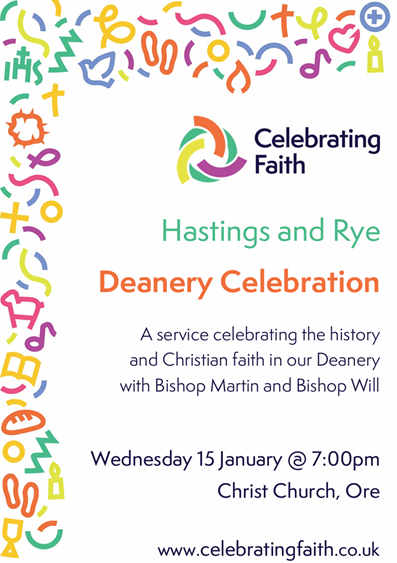 IHS
Celebrating
Faith
Hastings and Rye
Deanery Celebration
A service celebrating the history
and Christian faith in our Deanery
with Bishop Martin and Bishop Will
Wednesday 15 January @ 7:00pm
Christ Church, Ore
www.celebratingfaith.co.uk